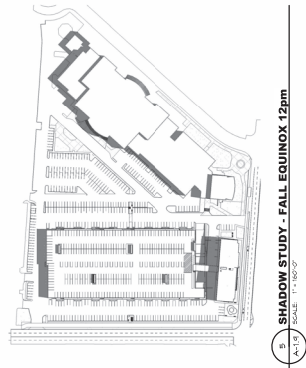 5
A-1.9
SHADOW STUDY - FALL EQUINOX 12pm
SCALE: 1" = 160'-0"